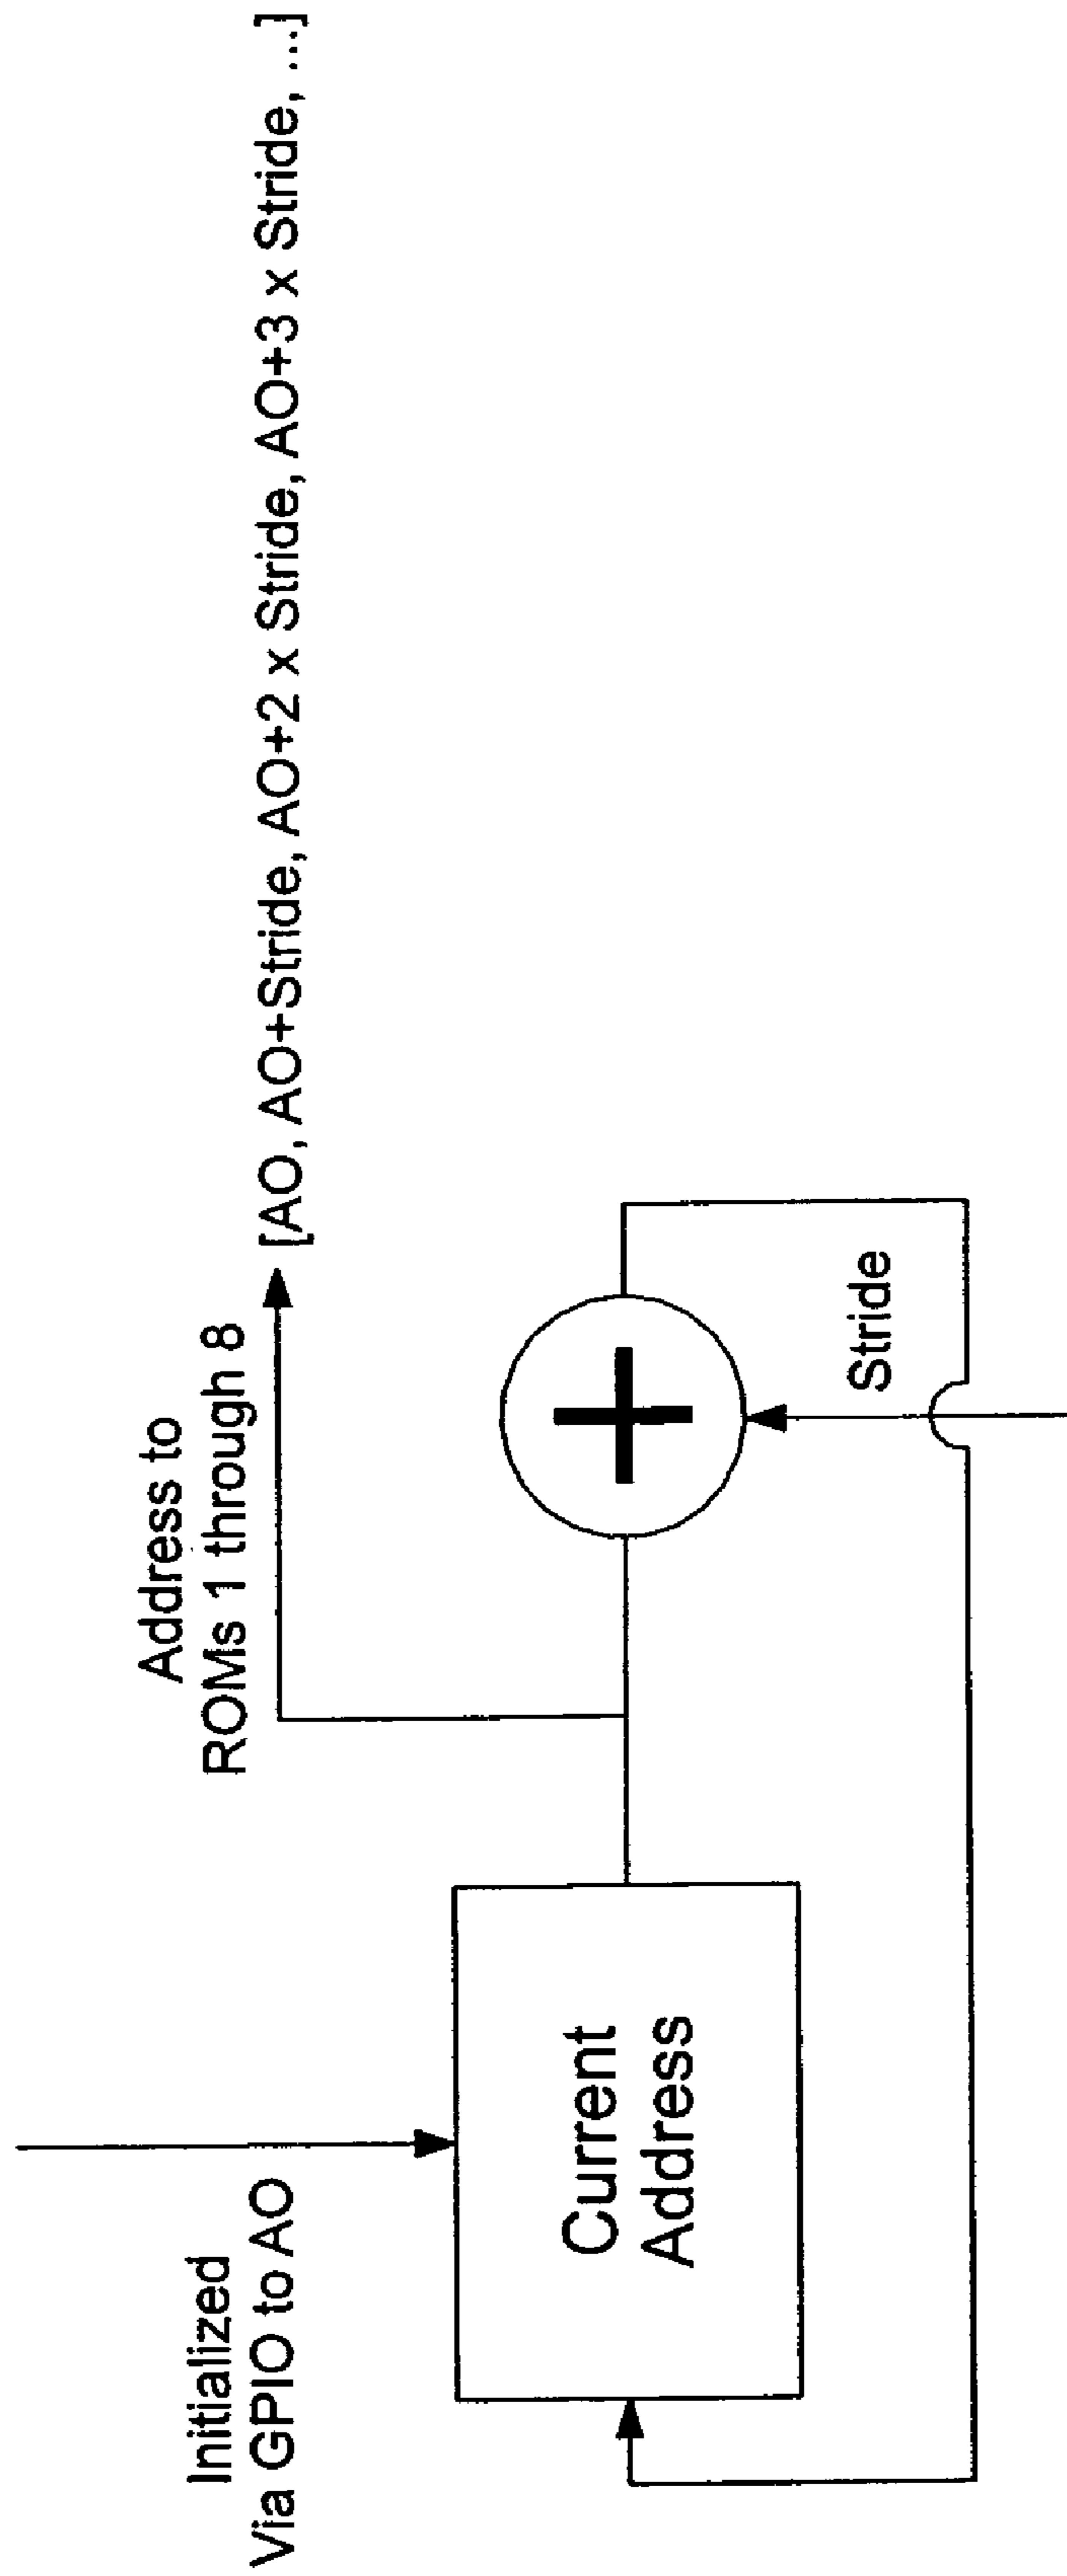 Initialized
Via GPIO to AO
Address to
ROMs 1 through 8
[AO, AO+Stride, AO+2 x Stride, AO+3 x Stride, ...]
Current
Address
+
Stride